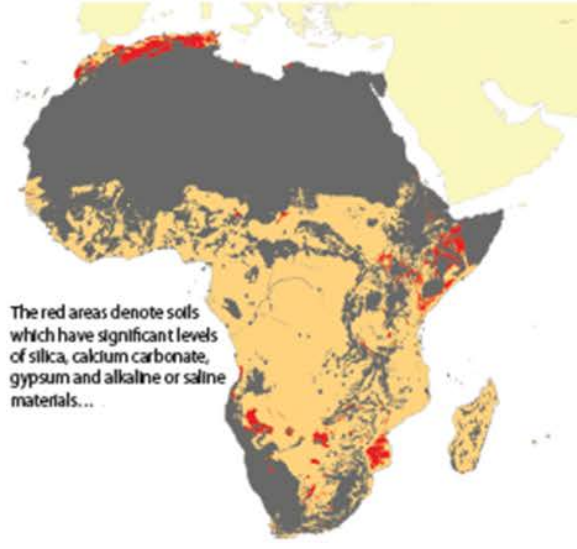 The red areas denote soils
which have significant levels
of silica, calcium carbonate,
gypsum and alkaline or saline
materials...